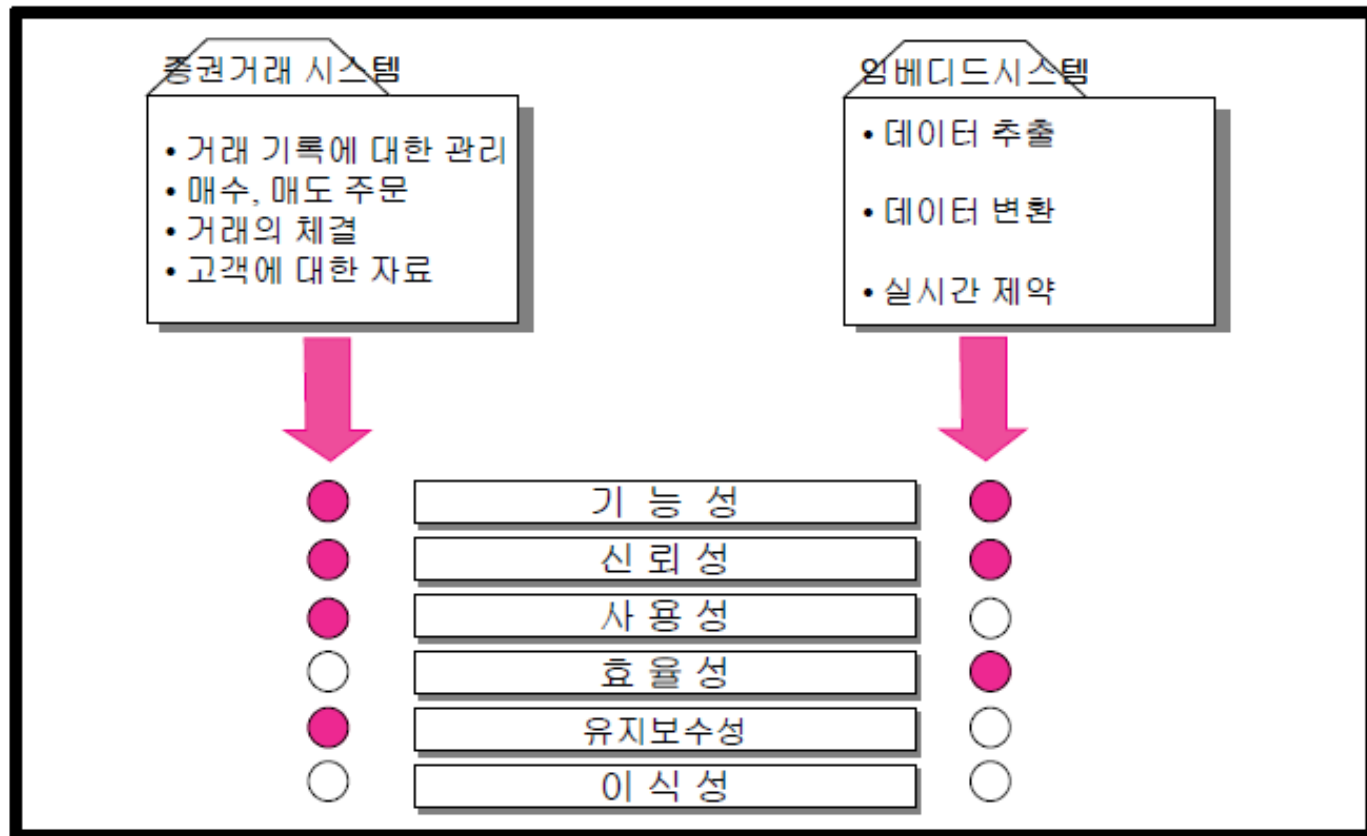 증권거래 시스템
• 거래 기록에 대한 관리
• 매수, 매도 주문
• 거래의 체결
• 고객에 대한 자료
임베디드시스템
• 데이터 추출
• 데이터 변환
• 실시간 제약
기 능 성
신 뢰 성
사 용 성
효 율 성
유지보수성
이 식 성